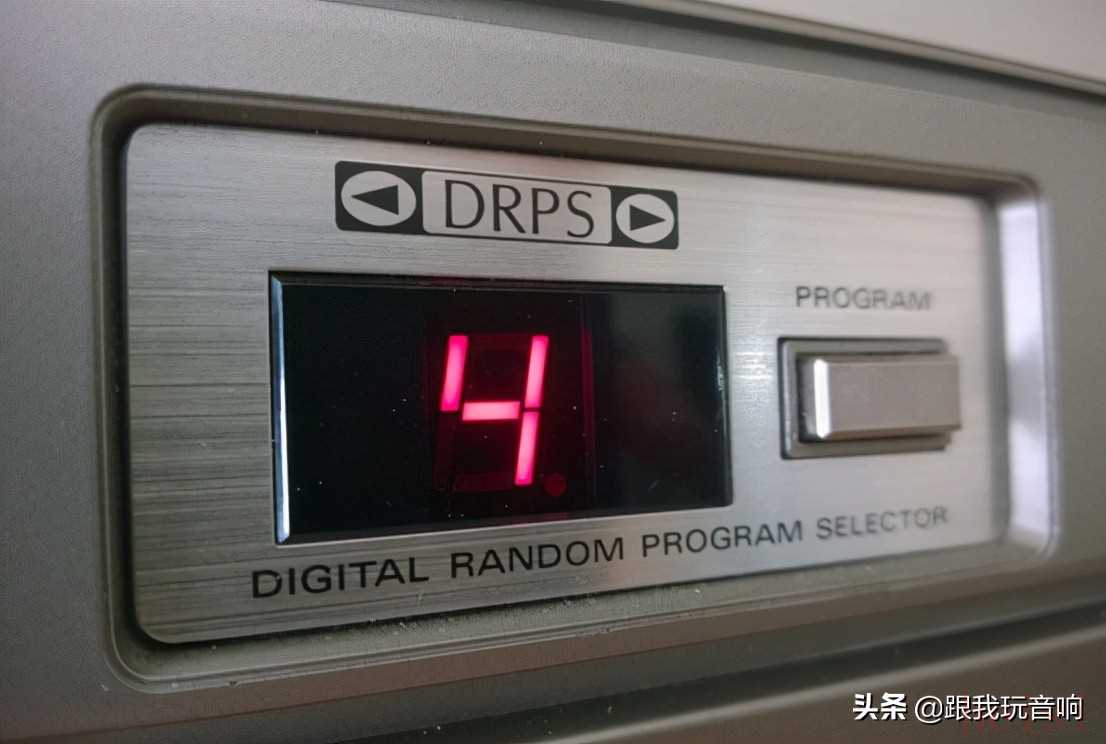 DRPS
4
PROGRAM
DIGITAL RANDOM PROGRAM SELECTOR
头条 @跟我玩音响